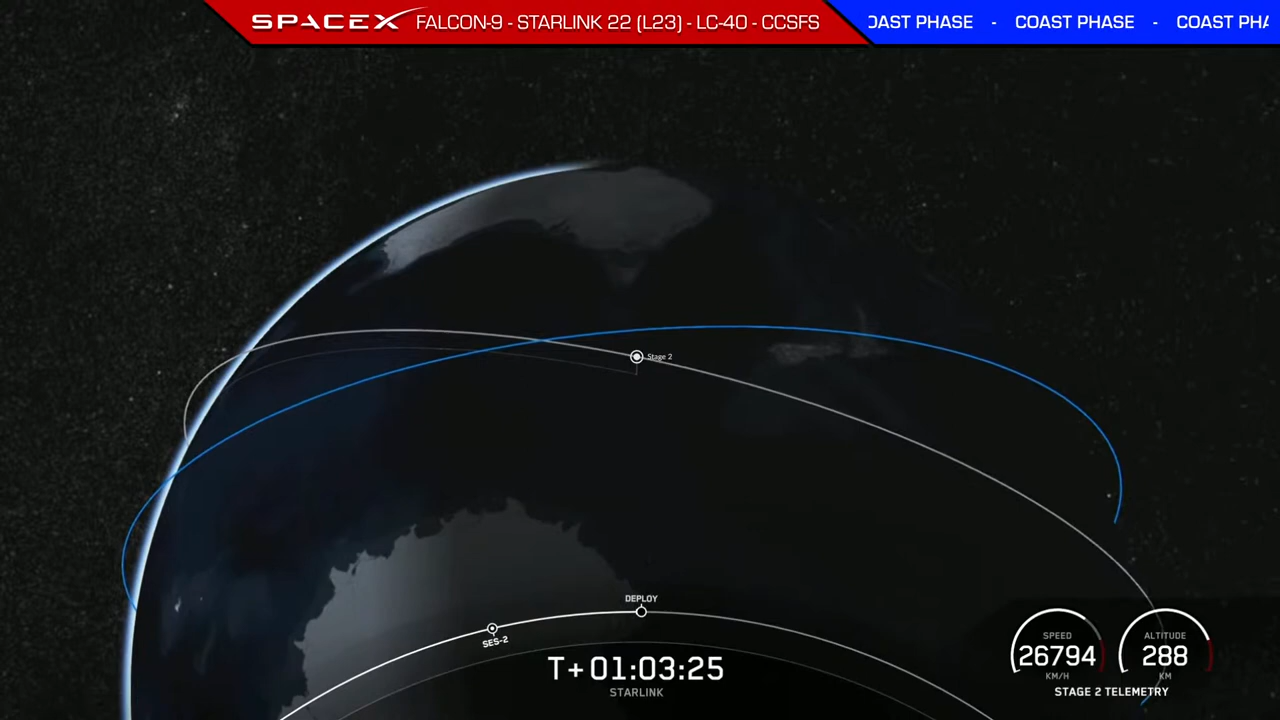 SPACEX FALCON-9 - STARLINK 22 (L23) - LC-40 - CCSFS
OAST PHASE - COAST PHASE - COAST PHA
Stage 2
DEPLOY
SES-2
T+01:03:25
STARLINK
SPEED
26794
KM/H
ALTITUDE
288
KM
STAGE 2 TELEMETRY